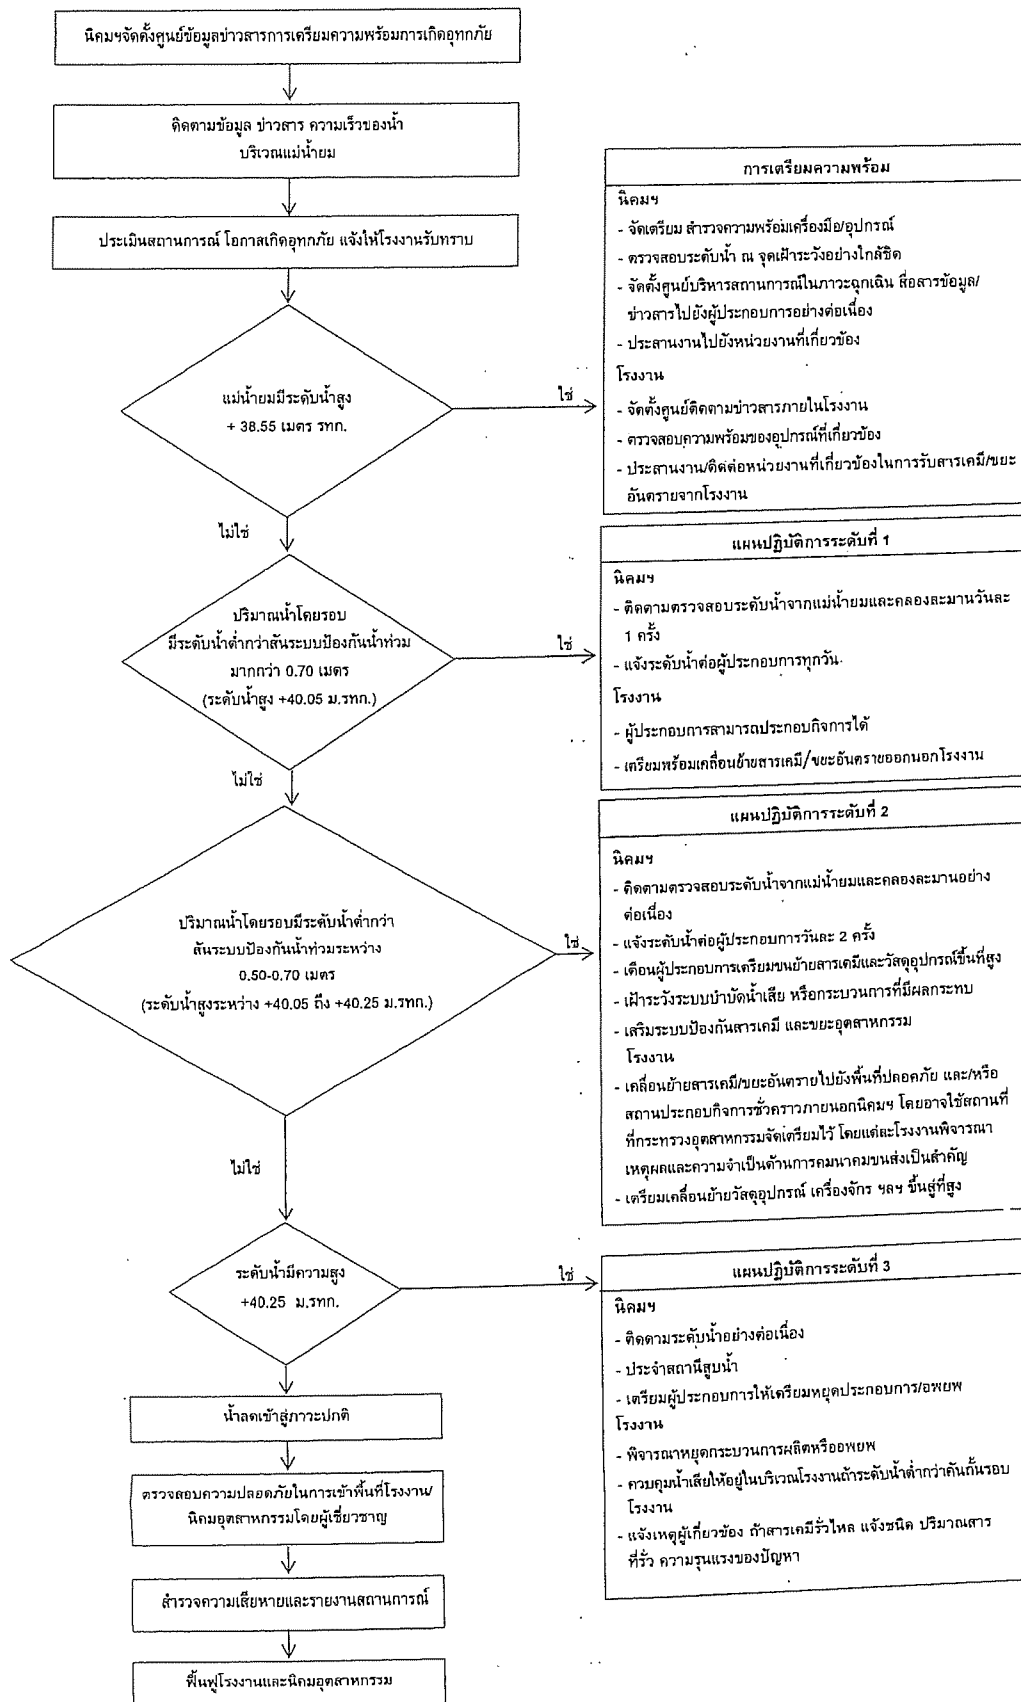 นิคมฯจัดตั้งศูนย์ข้อมูลข่าวสารการเตรียมความพร้อมการเกิดอุทกภัย
ติดตามข้อมูล ข่าวสาร ความเร็วของน้ำ
บริเวณแม่น้ำยม
ประเมินสถานการณ์ โอกาสเกิดอุทกภัย แจ้งให้โรงงานรับทราบ
แม่น้ำยมมีระดับน้ำสูง
+ 38.55 เมตร รทก.
ใช่
ไม่ใช่
การเตรียมความพร้อม
นิคมฯ
- จัดเตรียม สำรวจความพร้อมเครื่องมือ/อุปกรณ์
- ตรวจสอบระดับน้ำ ณ จุดเฝ้าระวังอย่างใกล้ชิด
- จัดตั้งศูนย์บริหารสถานการณ์ในภาวะฉุกเฉิน สื่อสารข้อมูล/
ข่าวสารไปยังผู้ประกอบการอย่างต่อเนื่อง
- ประสานงานไปยังหน่วยงานที่เกี่ยวข้อง
โรงงาน
- จัดตั้งศูนย์ติดตามข่าวสารภายในโรงงาน
- ตรวจสอบความพร้อมของอุปกรณ์ที่เกี่ยวข้อง
- ประสานงาน/ติดต่อหน่วยงานที่เกี่ยวข้องในการรับสารเคมี/ขยะ
อันตรายจากโรงงาน
ปริมาณน้ำโดยรอบ
มีระดับน้ำต่ำกว่าสันระบบป้องกันน้ำท่วม
มากกว่า 0.70 เมตร
(ระดับน้ำสูง +40.05 ม.รทก.)
ใช่
ไม่ใช่
แผนปฏิบัติการระดับที่ 1
นิคมฯ
- ติดตามตรวจสอบระดับน้ำจากแม่น้ำยมและคลองละมานวันละ
1 ครั้ง
- แจ้งระดับน้ำต่อผู้ประกอบการทุกวัน
โรงงาน
- ผู้ประกอบการสามารถประกอบกิจการได้
- เตรียมพร้อมเคลื่อนย้ายสารเคมี/ขยะอันตรายออกนอกโรงงาน
ปริมาณน้ำโดยรอบมีระดับน้ำต่ำกว่า
สันระบบป้องกันน้ำท่วมระหว่าง
0.50-0.70 เมตร
(ระดับน้ำสูงระหว่าง +40.05 ถึง +40.25 ม.รทก.)
ใช่
ไม่ใช่
แผนปฏิบัติการระดับที่ 2
นิคมฯ
- ติดตามตรวจสอบระดับน้ำจากแม่น้ำยมและคลองละมานอย่าง
ต่อเนื่อง
- แจ้งระดับน้ำต่อผู้ประกอบการวันละ 2 ครั้ง
- เตือนผู้ประกอบการเตรียมขนย้ายสารเคมีและวัสดุอุปกรณ์ขึ้นที่สูง
- เฝ้าระวังระบบบำบัดน้ำเสีย หรือกระบวนการที่มีผลกระทบ
- เสริมระบบป้องกันสารเคมี และขยะอุตสาหกรรม
โรงงาน
- เคลื่อนย้ายสารเคมี/ขยะอันตรายไปยังพื้นที่ปลอดภัย และ/หรือ
สถานประกอบกิจการชั่วคราวภายนอกนิคมฯ โดยอาจใช้สถานที่
ที่กระทรวงอุตสาหกรรมจัดเตรียมไว้ โดยแต่ละโรงงานพิจารณา
เหตุผลและความจำเป็นด้านการคมนาคมขนส่งเป็นสำคัญ
- เตรียมเคลื่อนย้ายวัสดุอุปกรณ์ เครื่องจักร ฯลฯ ขึ้นสู่ที่สูง
ระดับน้ำมีความสูง
+40.25 ม.รทก.
ใช่
แผนปฏิบัติการระดับที่ 3
นิคมฯ
- ติดตามระดับน้ำอย่างต่อเนื่อง
- ประจำสถานีสูบน้ำ
- เตรียมผู้ประกอบการให้เตรียมหยุดประกอบการ/อพยพ
โรงงาน
- พิจารณาหยุดกระบวนการผลิตหรืออพยพ
- ควบคุมน้ำเสียให้อยู่ในบริเวณโรงงานถ้าระดับน้ำต่ำกว่าคันกั้นรอบ
โรงงาน
- แจ้งเหตุผู้เกี่ยวข้อง ถ้าสารเคมีรั่วไหล แจ้งชนิด ปริมาณสาร
ที่รั่ว ความรุนแรงของปัญหา
น้ำลดเข้าสู่ภาวะปกติ
ตรวจสอบความปลอดภัยในการเข้าพื้นที่โรงงาน/
นิคมอุตสาหกรรมโดยผู้เชี่ยวชาญ
สำรวจความเสียหายและรายงานสถานการณ์
ฟื้นฟูโรงงานและนิคมอุตสาหกรรม